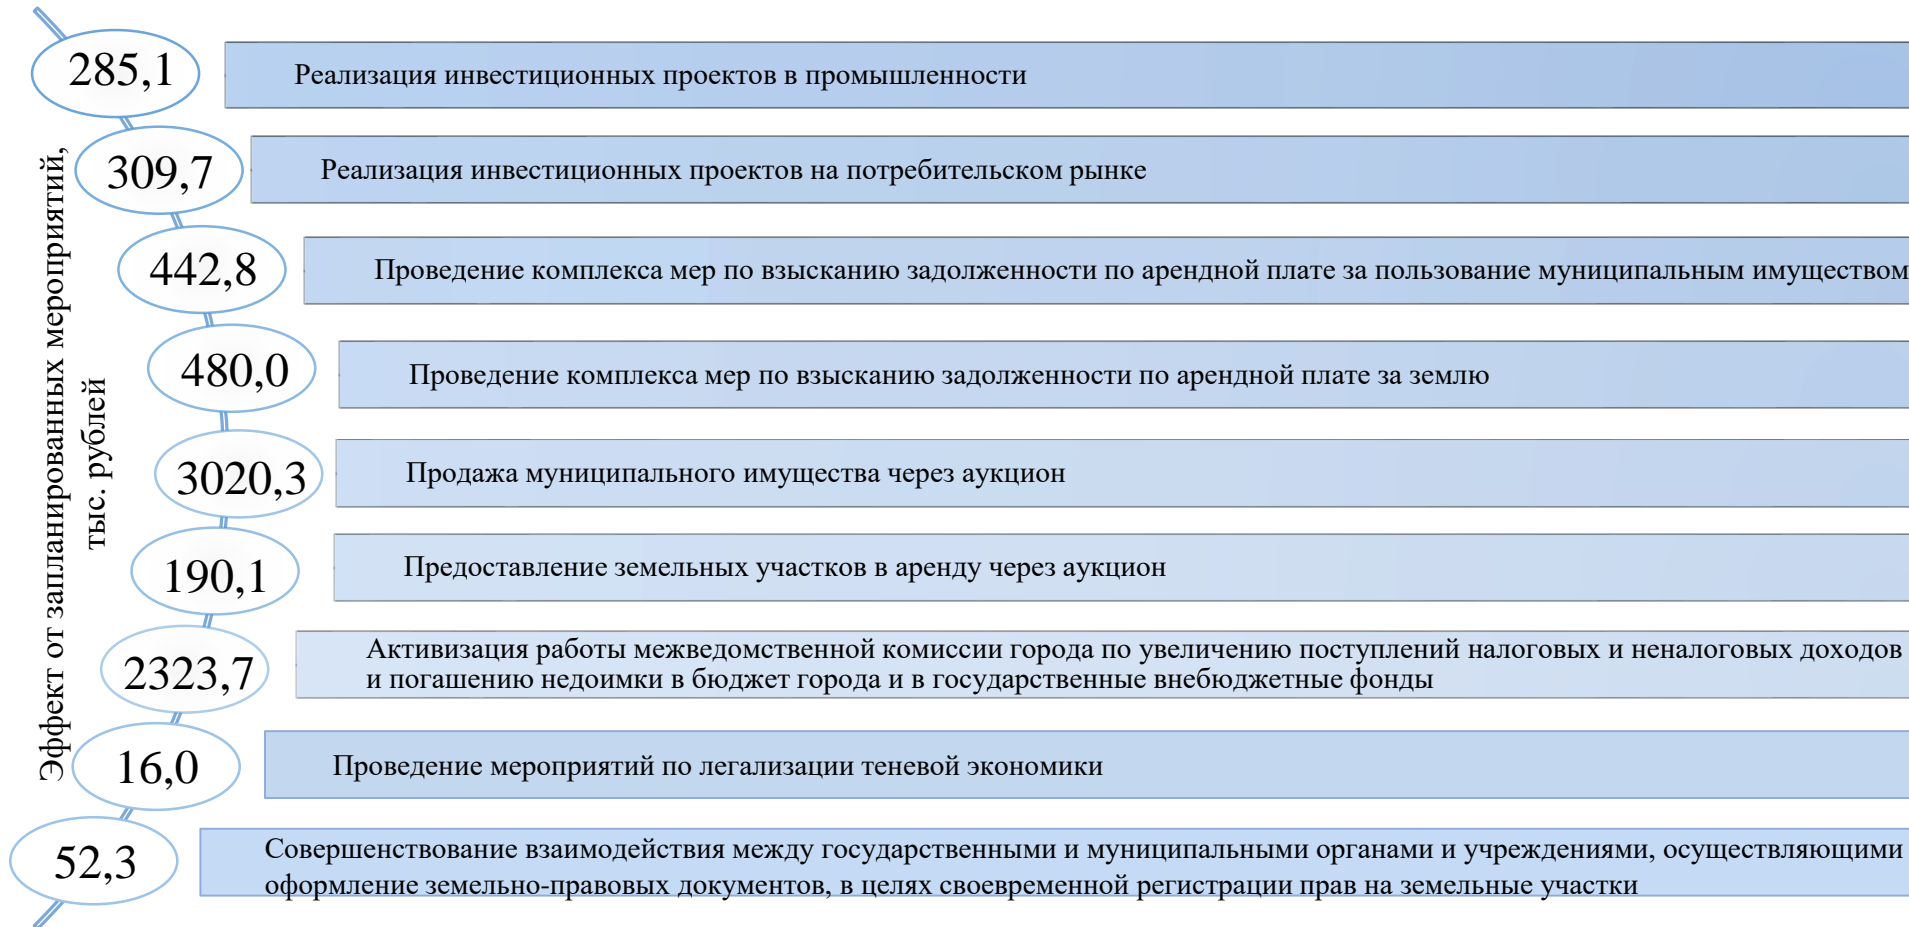 Эффект от запланированных мероприятий,
тыс. рублей
285,1
Реализация инвестиционных проектов в промышленности
309,7
Реализация инвестиционных проектов на потребительском рынке
442,8
Проведение комплекса мер по взысканию задолженности по арендной плате за пользование муниципальным имуществом
480,0
Проведение комплекса мер по взысканию задолженности по арендной плате за землю
3020,3
Продажа муниципального имущества через аукцион
190,1
Предоставление земельных участков в аренду через аукцион
2323,7
Активизация работы межведомственной комиссии города по увеличению поступлений налоговых и неналоговых доходов
и погашению недоимки в бюджет города и в государственные внебюджетные фонды
16,0
Проведение мероприятий по легализации теневой экономики
52,3
Совершенствование взаимодействия между государственными и муниципальными органами и учреждениями, осуществляющими
оформление земельно-правовых документов, в целях своевременной регистрации прав на земельные участки